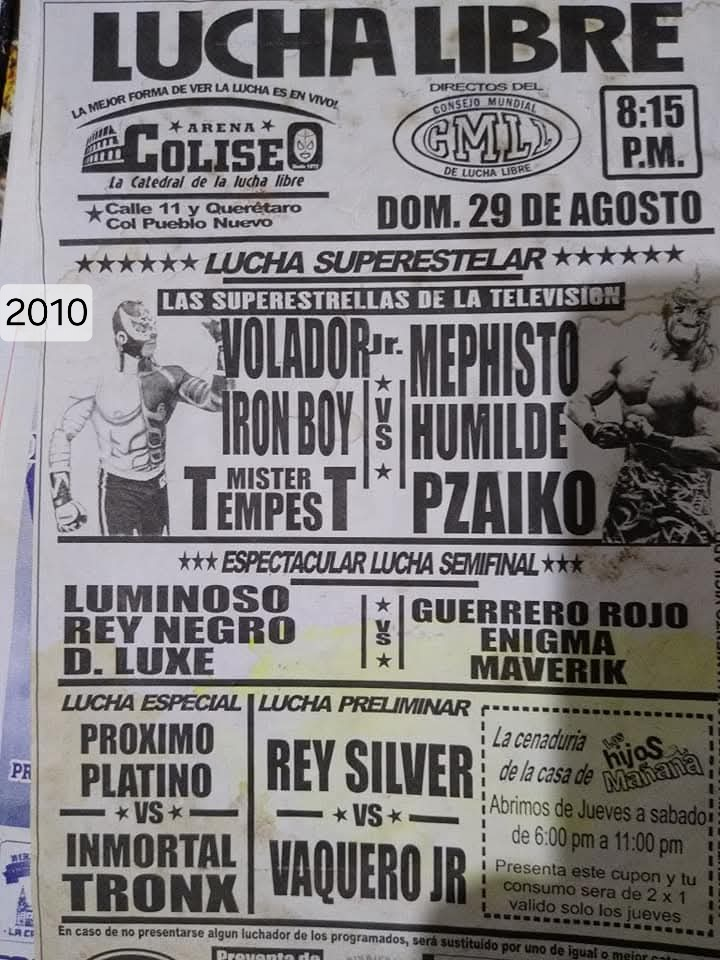 LUCHA LIBRE
LA MEJOR FORMA DE VER LA LUCHA ES EN VIVO!
ARENA
COLISEO
La Catedral de la lucha libre
Calle 11 y Querétaro
Col Pueblo Nuevo
DIRECTOS DEL
CONSEJO MUNDIAL
CMLL
DE LUCHA LIBRE
8:15
P.M.
DOM. 29 DE AGOSTO
LUCHA SUPERESTELAR
2010
LAS SUPERESTRELLAS DE LA TELEVISION
VOLADOR Jr.
IRON BOY
MISTER
TEMPEST
VS
MEPHISTO
HUMILDE
PZAIKO
ESPECTACULAR LUCHA SEMIFINAL
LUMINOSO
REY NEGRO
D. LUXE
VS
GUERRERO ROJO
ENIGMA
MAVERIK
LUCHA ESPECIAL
PROXIMO
PLATINO
VS
INMORTAL
TRONX
LUCHA PRELIMINAR
REY SILVER
VS
VAQUERO JR
La cenaduria
de la casa de
Los hijos
Mañana
Abrimos de Jueves a sabado
de 6:00 pm a 11:00 pm
Presenta este cupon y tu
consumo sera de 2 x 1
valido solo los jueves
En caso de no presentarse algun luchador de los programados, será sustituido por uno de igual o mejor
Preventa de